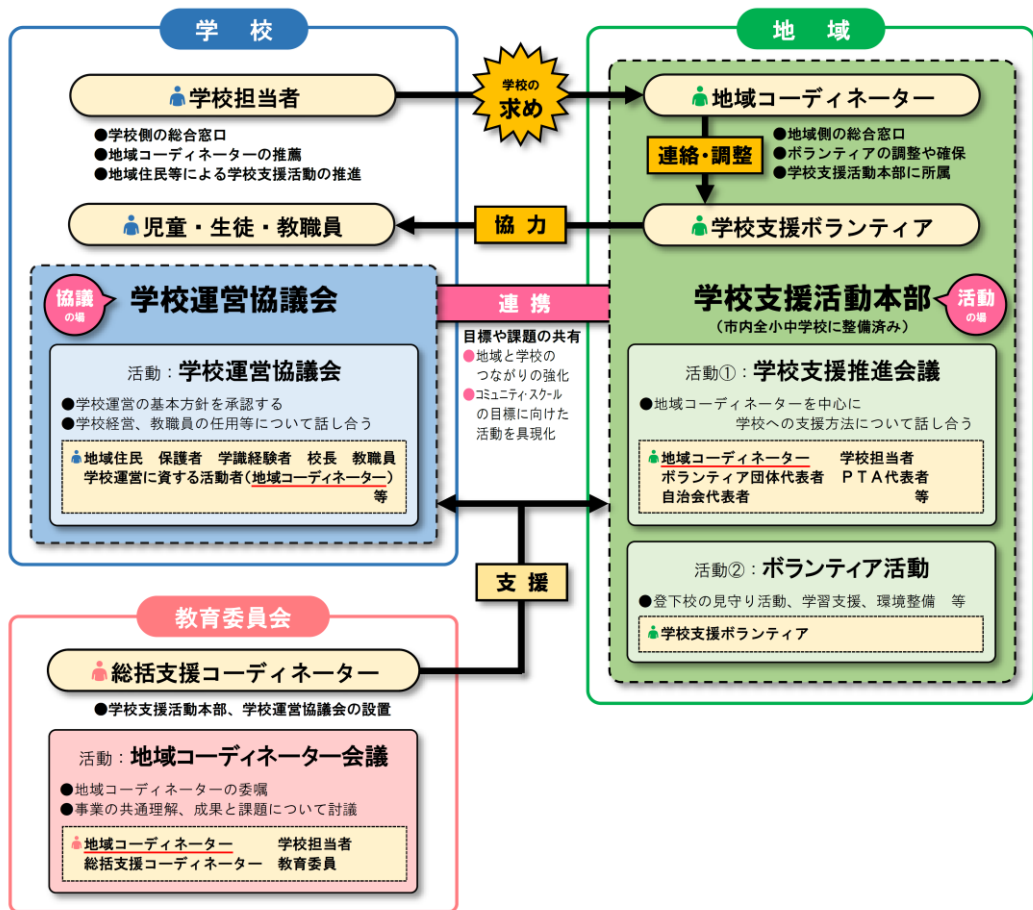 学校
学校担当者
●学校側の総合窓口
●地域コーディネーターの推薦
●地域住民等による学校支援活動の推進
学校の
求め
地域
地域コーディネーター
連絡・調整
●地域側の総合窓口
●ボランティアの調整や確保
●学校支援活動本部に所属
児童・生徒・教職員
協力
学校支援ボランティア
協議
の場
学校運営協議会
活動：学校運営協議会
●学校運営の基本方針を承認する
●学校経営、教職員の任用等について話し合う
地域住民　保護者　学識経験者　校長　教職員
学校運営に資する活動者（地域コーディネーター）
等
連携
目標や課題の共有
●地域と学校の
つながりの強化
●コミュニティ・スクール
の目標に向けた
活動を具現化
学校支援活動本部
（市内全小中学校に整備済み）
活動
の場
活動①：学校支援推進会議
●地域コーディネーターを中心に
学校への支援方法について話し合う
地域コーディネーター　学校担当者
ボランティア団体代表者　ＰＴＡ代表者
自治会代表者　等
活動②：ボランティア活動
●登下校の見守り活動、学習支援、環境整備　等
学校支援ボランティア
支援
教育委員会
総括支援コーディネーター
●学校支援活動本部、学校運営協議会の設置
活動：地域コーディネーター会議
●地域コーディネーターの委嘱
●事業の共通理解、成果と課題について討議
地域コーディネーター　学校担当者
総括支援コーディネーター　教育委員